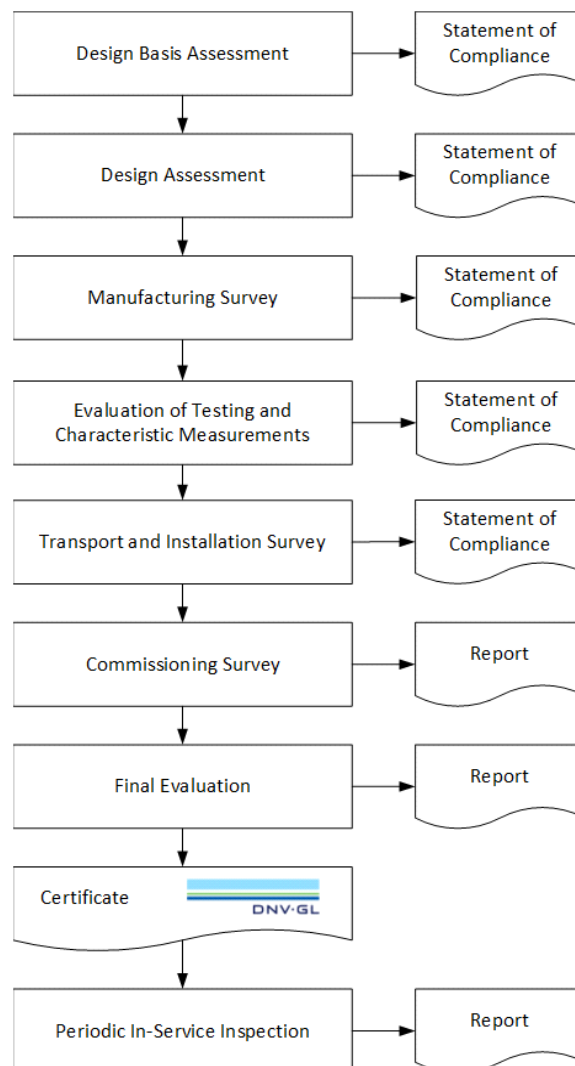 Design Basis Assessment
Statement of
Compliance
Design Assessment
Statement of
Compliance
Manufacturing Survey
Statement of
Compliance
Evaluation of Testing and
Characteristic Measurements
Statement of
Compliance
Transport and Installation Survey
Statement of
Compliance
Commissioning Survey
Report
Final Evaluation
Report
Certificate
DNV·GL
Periodic In-Service Inspection
Report